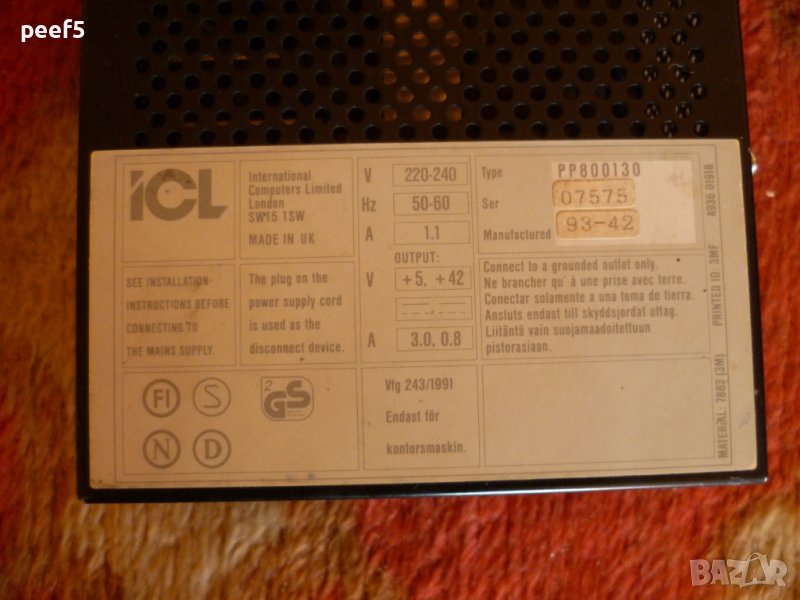 peef5
ICL
International
Computers Limited
London
SW15 1SW
MADE IN UK
V 220-240
Hz 50-60
A 1.1
OUTPUT:
V +5, +42
A 3.0, 0.8
Type PP800130
Ser 07575
Manufactured 93-42
SEE INSTALLATION-
INSTRUCTIONS BEFORE
CONNECTING TO
THE MAINS SUPPLY.
The plug on the
power supply cord
is used as the
disconnect device.
Connect to a grounded outlet only.
Ne brancher qu' à une prise avec terre.
Conectar solamente a una toma de tierra.
Ansluts endast till skyddsjordat uttag.
Liitäntä vain suojamaadoitettuun
pistorasiaan.
FI S
N D
2
GS
Vfg 243/1991
Endast för
kontorsmaskin.
MATERIAL: 7883 (3M) PRINTED ID: 3MF A936 01918
BAZAR